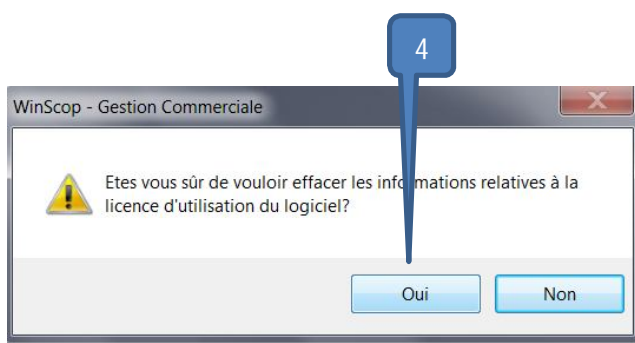 4
WinScop - Gestion Commerciale
Etes vous sûr de vouloir effacer les informations relatives à la
licence d'utilisation du logiciel?
Oui Non